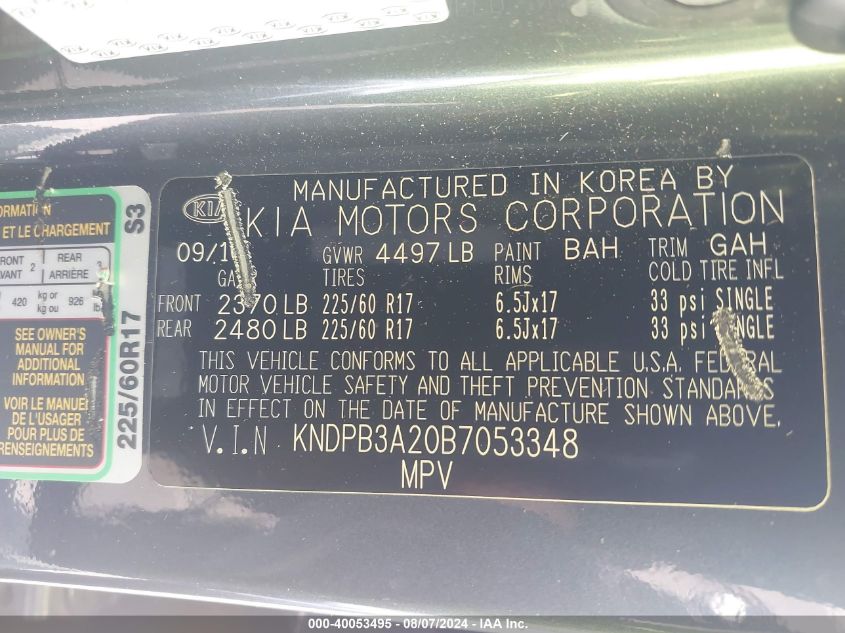 KIA
MANUFACTURED IN KOREA BY
KIA MOTORS CORPORATION
09/1 GVWR 4497 LB PAINT BAH TRIM GAH
TIRES RIMS COLD TIRE INFL
FRONT 2370 LB 225/60 R17 6.5Jx17 33 psi SINGLE
REAR 2480 LB 225/60 R17 6.5Jx17 33 psi SINGLE
THIS VEHICLE CONFORMS TO ALL APPLICABLE U.S.A. FEDERAL
MOTOR VEHICLE SAFETY AND THEFT PREVENTION STANDARDS
IN EFFECT ON THE DATE OF MANUFACTURE SHOWN ABOVE.
V.I.N KNDPB3A20B7053348
MPV
ET LE CHARGEMENT
FRONT 2 REAR 3
AVANT ARRIÈRE
420 kg or 926
kg ou
SEE OWNER'S
MANUAL FOR
ADDITIONAL
INFORMATION
VOIR LE MANUEL
DE L'USAGER
POUR PLUS DE
RENSEIGNEMENTS
225/60R17 S3
000-40053495 - 08/07/2024 - IAA Inc.